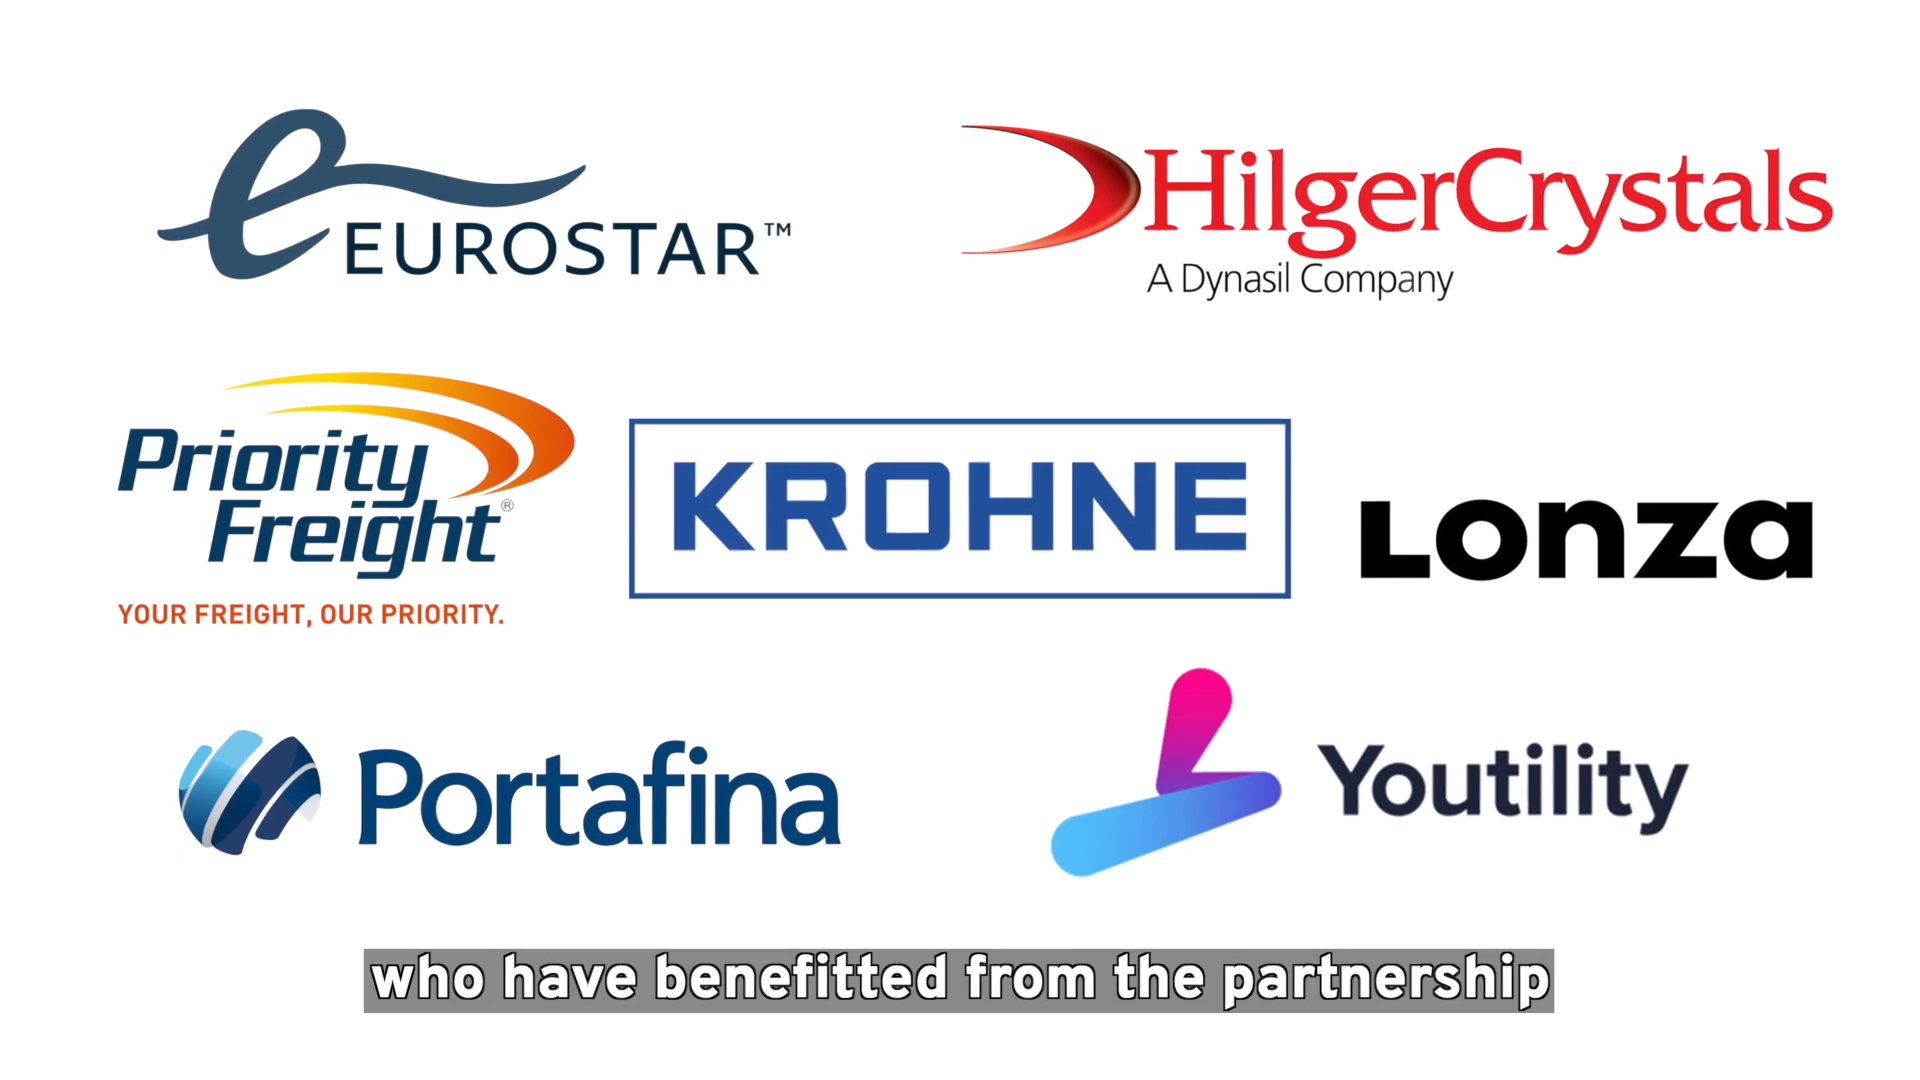 EUROSTAR™
HilgerCrystals
A Dynasil Company
Priority
Freight®
YOUR FREIGHT, OUR PRIORITY.
KROHNE
Lonza
Portafina
Youtility
who have benefitted from the partnership